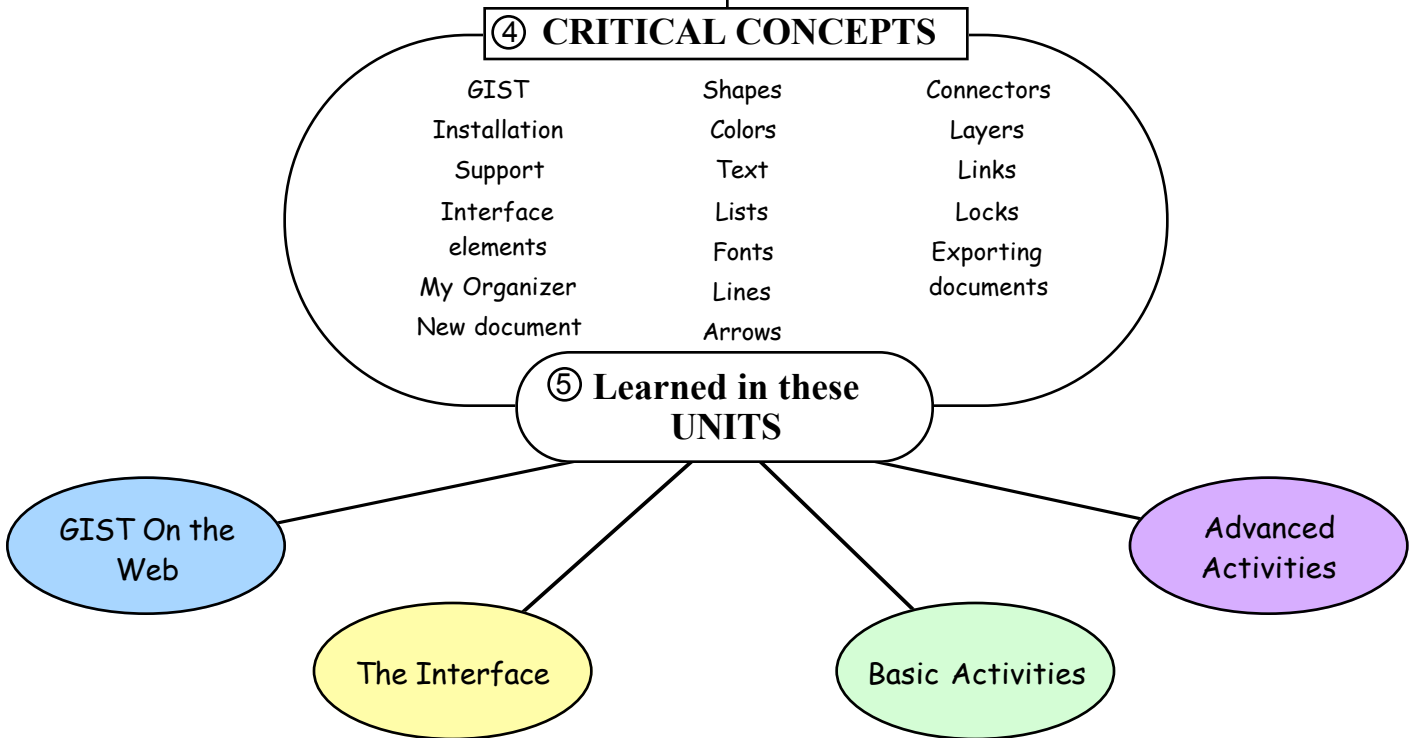 ④ CRITICAL CONCEPTS
GIST
Installation
Support
Interface
elements
My Organizer
New document
Shapes
Colors
Text
Lists
Fonts
Lines
Arrows
Connectors
Layers
Links
Locks
Exporting
documents
⑤ Learned in these
UNITS
GIST On the
Web
The Interface
Basic Activities
Advanced
Activities